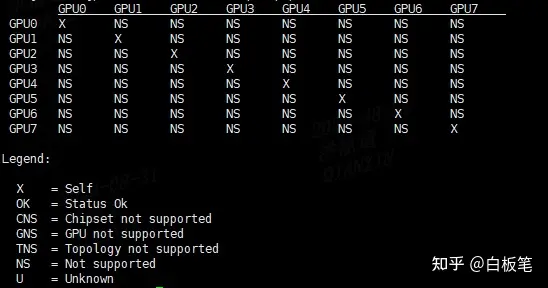 GPU0 GPU1 GPU2 GPU3 GPU4 GPU5 GPU6 GPU7
GPU0 X NS NS NS NS NS NS NS
GPU1 NS X NS NS NS NS NS NS
GPU2 NS NS X NS NS NS NS NS
GPU3 NS NS NS X NS NS NS NS
GPU4 NS NS NS NS X NS NS NS
GPU5 NS NS NS NS NS X NS NS
GPU6 NS NS NS NS NS NS X NS
GPU7 NS NS NS NS NS NS NS X
Legend:
X = Self
OK = Status Ok
CNS = Chipset not supported
GNS = GPU not supported
TNS = Topology not supported
NS = Not supported
U = Unknown
知乎 @白板笔